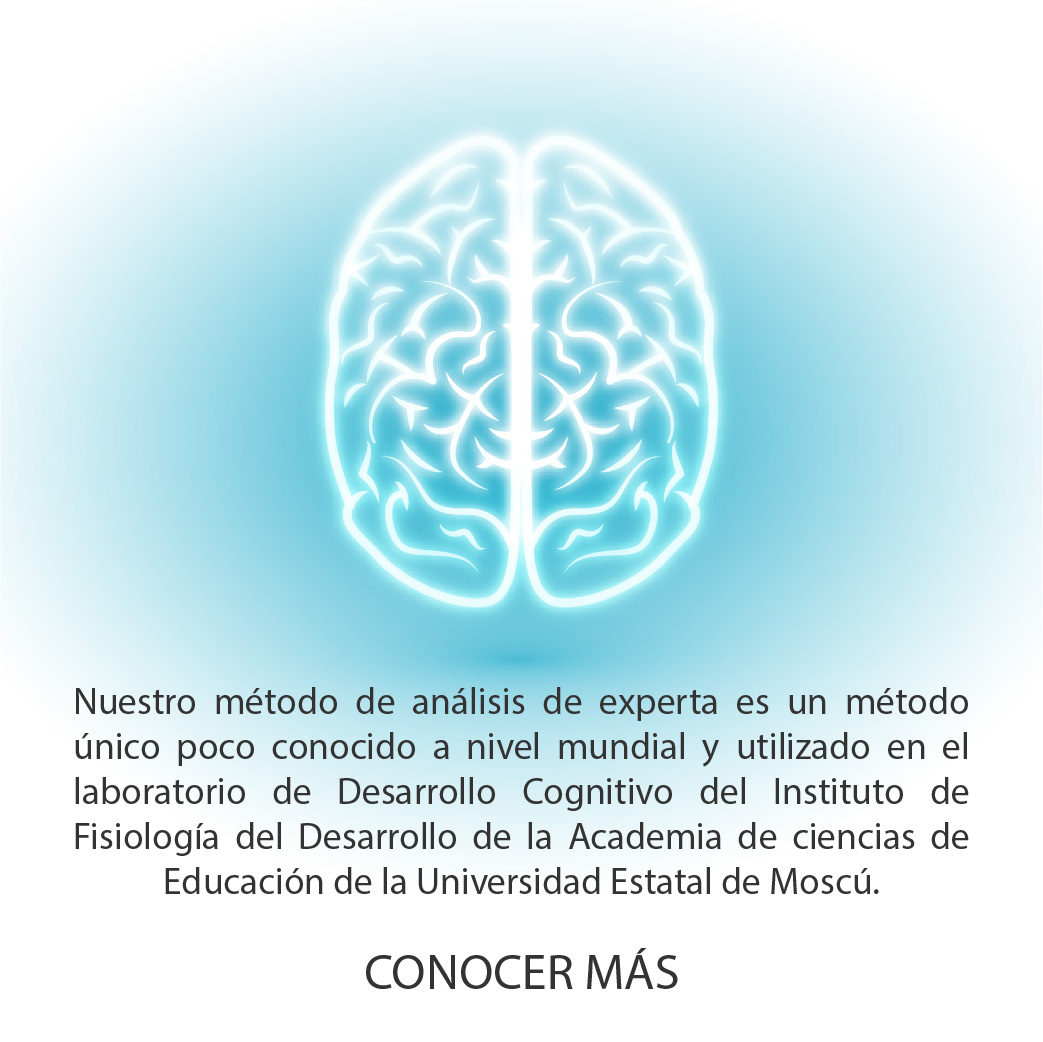 Nuestro método de análisis de experta es un método
único poco conocido a nivel mundial y utilizado en el
laboratorio de Desarrollo Cognitivo del Instituto de
Fisiología del Desarrollo de la Academia de ciencias de
Educación de la Universidad Estatal de Moscú.
CONOCER MÁS